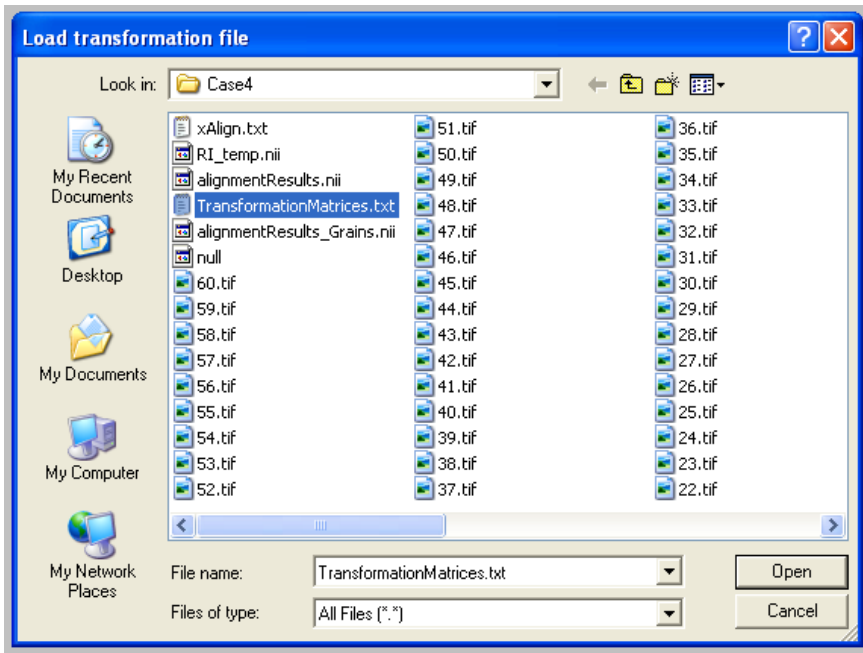 Load transformation file
Look in:
Case4
My Recent
Documents
Desktop
My Documents
My Computer
My Network
Places
xAlign.txt
RI_temp.nii
alignmentResults.nii
TransformationMatrices.txt
alignmentResults_Grains.nii
null
60.tif
59.tif
58.tif
57.tif
56.tif
55.tif
54.tif
53.tif
52.tif
51.tif
50.tif
49.tif
48.tif
47.tif
46.tif
45.tif
44.tif
43.tif
42.tif
41.tif
40.tif
39.tif
38.tif
37.tif
36.tif
35.tif
34.tif
33.tif
32.tif
31.tif
30.tif
29.tif
28.tif
27.tif
26.tif
25.tif
24.tif
23.tif
22.tif
File name:
TransformationMatrices.txt
Open
Files of type:
All Files (*.*)
Cancel